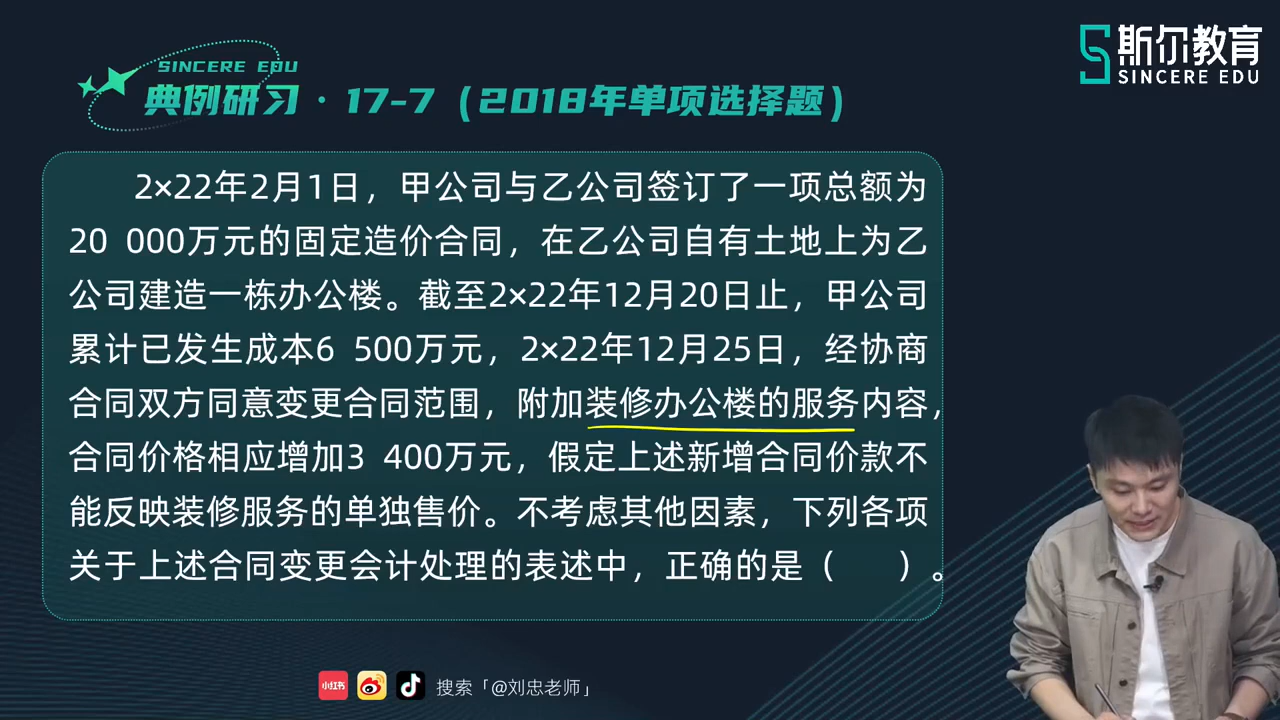 斯尔教育
SINCERE EDU
SINCERE EDU
典例研习·17-7（2018年单项选择题）
2×22年2月1日，甲公司与乙公司签订了一项总额为
20 000万元的固定造价合同，在乙公司自有土地上为乙
公司建造一栋办公楼。截至2×22年12月20日止，甲公司
累计已发生成本6 500万元，2×22年12月25日，经协商
合同双方同意变更合同范围，附加装修办公楼的服务内容，
合同价格相应增加3 400万元，假定上述新增合同价款不
能反映装修服务的单独售价。不考虑其他因素，下列各项
关于上述合同变更会计处理的表述中，正确的是（　　）。
小红书
搜索「@刘忠老师」